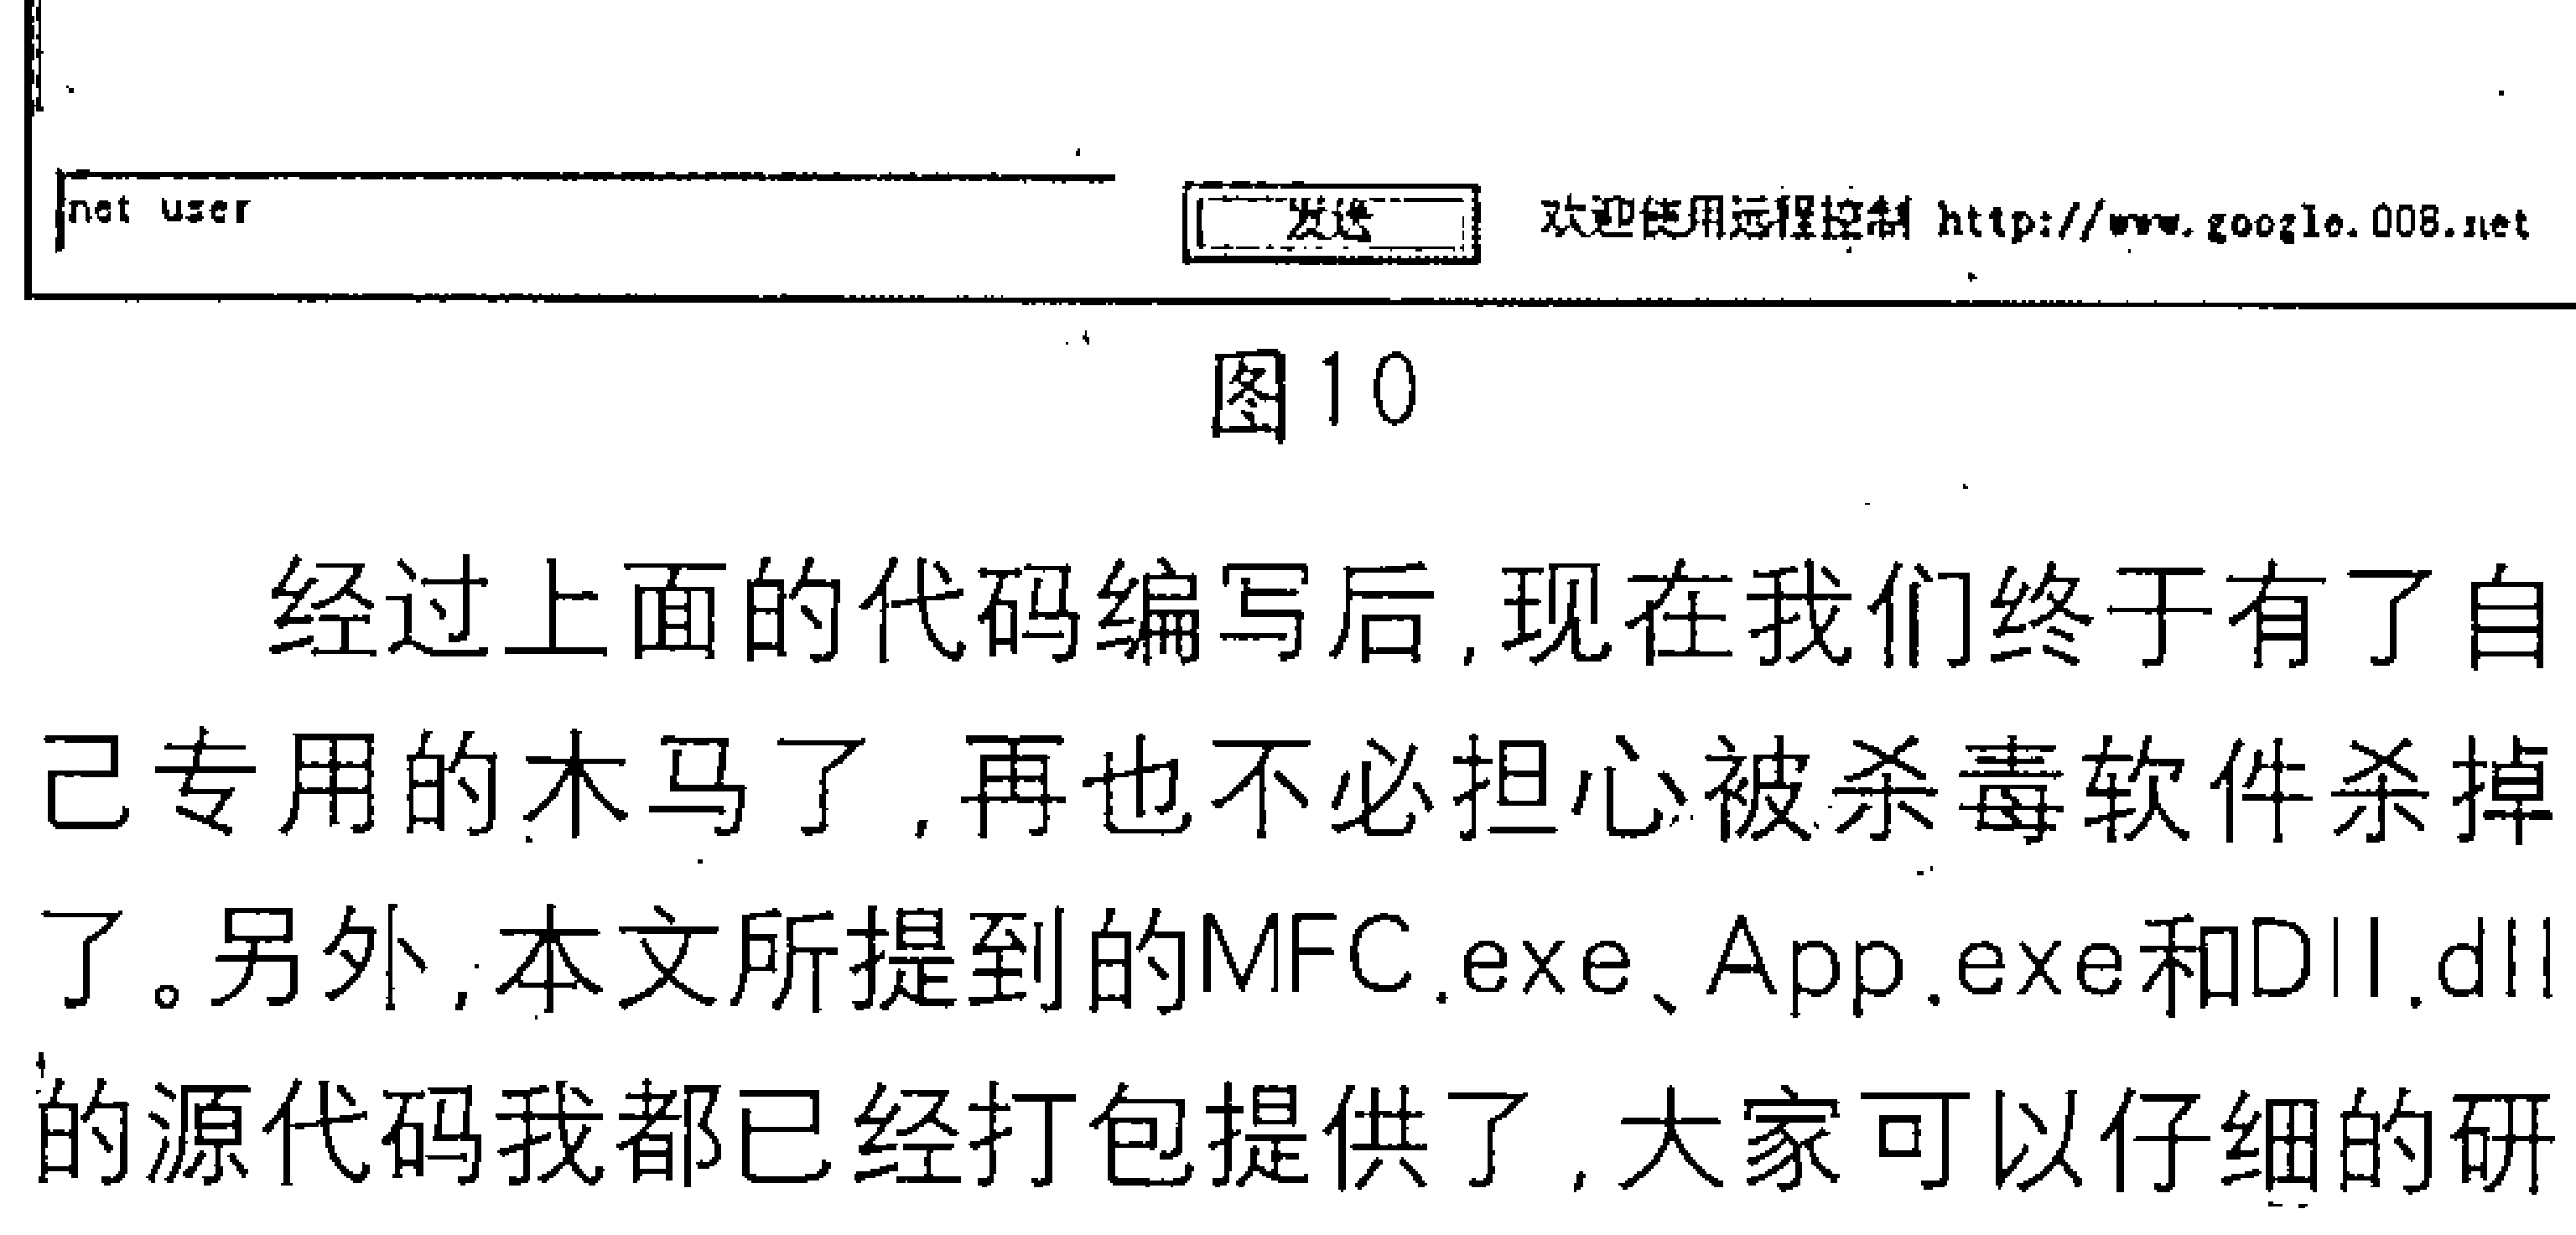 net user
发送 欢迎使用远程控制 http://www.google.008.net
图10
经过上面的代码编写后,现在我们终于有了自
己专用的木马了,再也不必担心被杀毒软件杀掉
了。另外,本文所提到的MFC.exe、App.exe和Dll.dll
的源代码我都已经打包提供了,大家可以仔细的研